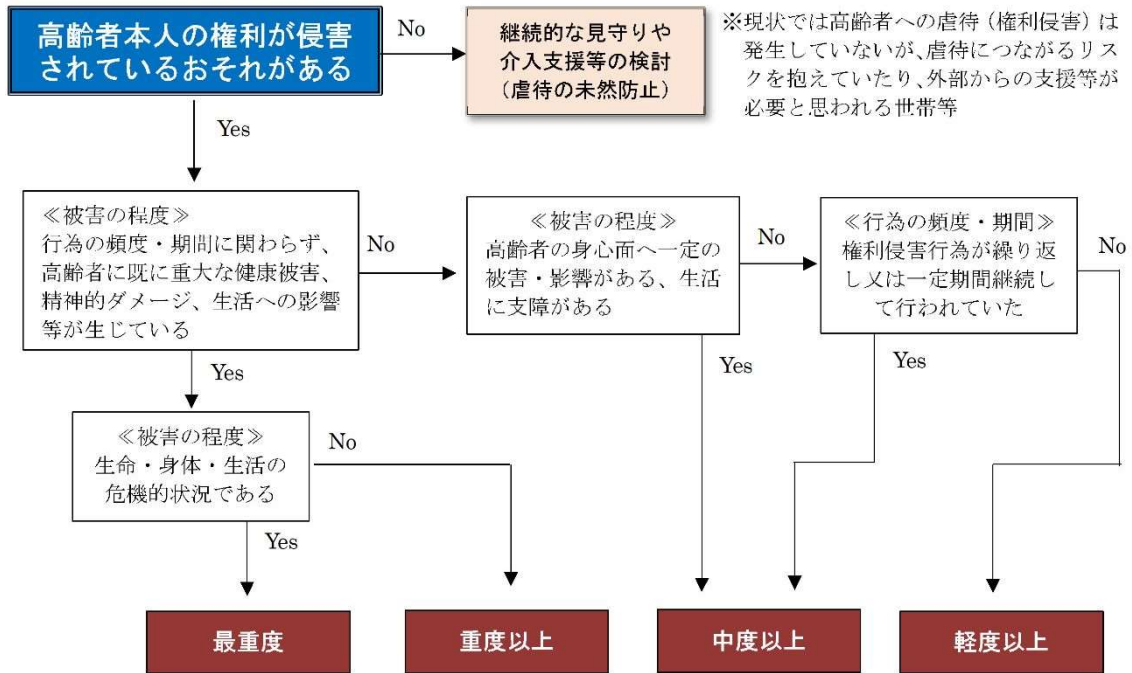 高齢者本人の権利が侵害
されているおそれがある
No
継続的な見守りや
介入支援等の検討
(虐待の未然防止)
※現状では高齢者への虐待(権利侵害)は
発生していないが、虐待につながるリス
クを抱えていたり、外部からの支援等が
必要と思われる世帯等
Yes
≪被害の程度≫
行為の頻度・期間に関わらず、
高齢者に既に重大な健康被害、
精神的ダメージ、生活への影響
等が生じている
No
≪被害の程度≫
高齢者の身心面へ一定の
被害・影響がある、生活
に支障がある
No
≪行為の頻度・期間≫
権利侵害行為が繰り返
し又は一定期間継続し
て行われていた
No
Yes
Yes
Yes
≪被害の程度≫
生命・身体・生活の
危機的状況である
No
Yes
最重度
重度以上
中度以上
軽度以上